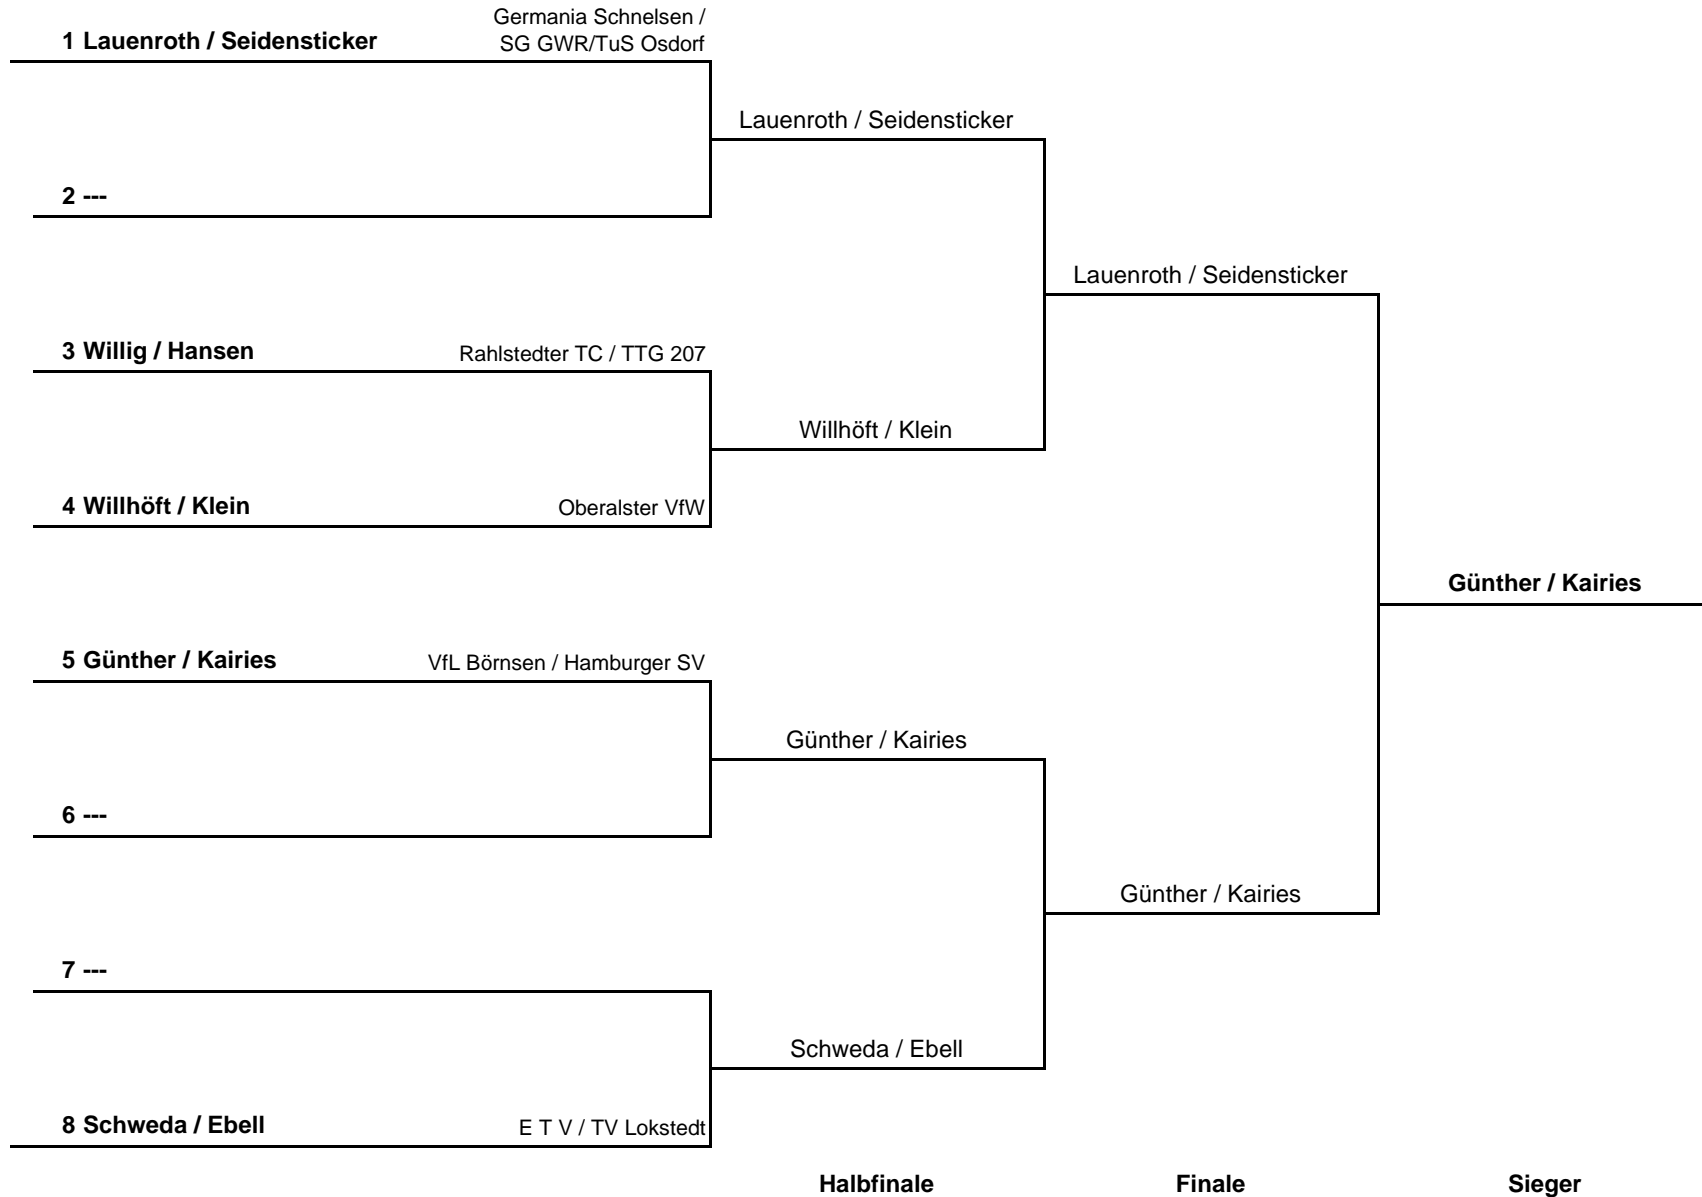 Germania Schnelsen /
1 Lauenroth / Seidensticker SG GWR/TuS Osdorf
Lauenroth / Seidensticker
2 ---
Lauenroth / Seidensticker
3 Willig / Hansen Rahlstedter TC / TTG 207
Willhöft / Klein
4 Willhöft / Klein Oberalster VfW
Günther / Kairies
5 Günther / Kairies VfL Börnsen / Hamburger SV
Günther / Kairies
6 ---
Günther / Kairies
7 ---
Schweda / Ebell
8 Schweda / Ebell E T V / TV Lokstedt
Halbfinale Finale Sieger